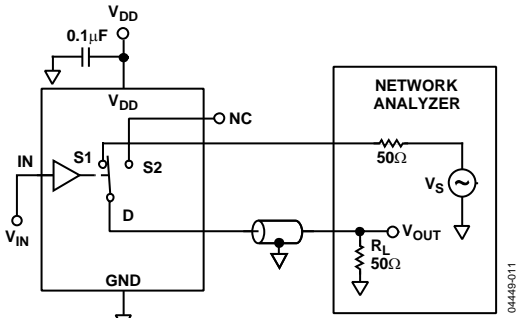 VDD
0.1μF
VDD
NC
NETWORK
ANALYZER
IN
S1
S2
50Ω
VS
D
VIN
VOUT
RL
50Ω
GND
04449-011